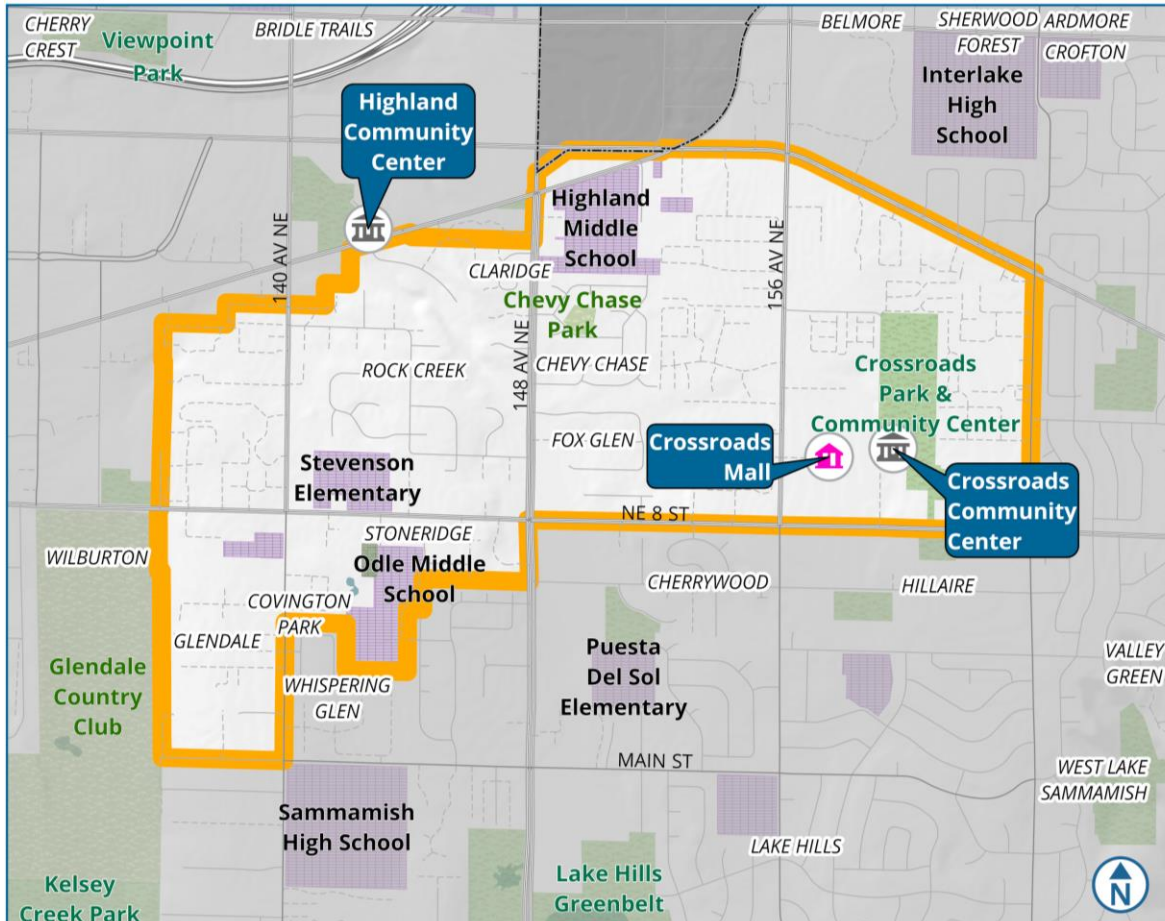 CHERRY
CREST
Viewpoint
Park
BRIDLE TRAILS
BELMORE
SHERWOOD
FOREST
ARDMORE
CROFTON
Interlake
High
School
Highland
Community
Center
140 AV NE
148 AV NE
156 AV NE
Highland
Middle
School
CLARIDGE
Chevy Chase
Park
CHEVY CHASE
ROCK CREEK
FOX GLEN
Crossroads
Park &
Community Center
Crossroads
Mall
Crossroads
Community
Center
Stevenson
Elementary
NE 8 ST
STONERIDGE
Odle Middle
School
WILBURTON
COVINGTON
PARK
GLENDALE
CHERRYWOOD
HILLAIRE
Glendale
Country
Club
WHISPERING
GLEN
Puesta
Del Sol
Elementary
VALLEY
GREEN
MAIN ST
WEST LAKE
SAMMAMISH
Sammamish
High School
LAKE HILLS
Kelsey
Creek Park
Lake Hills
Greenbelt
N